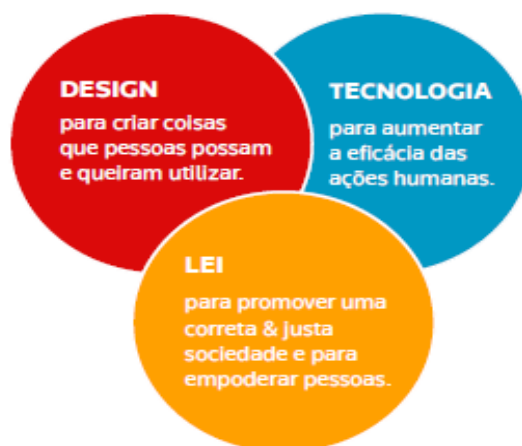 DESIGN
para criar coisas
que pessoas possam
e queiram utilizar.
TECNOLOGIA
para aumentar
a eficácia das
ações humanas.
LEI
para promover uma
correta & justa
sociedade e para
empoderar pessoas.